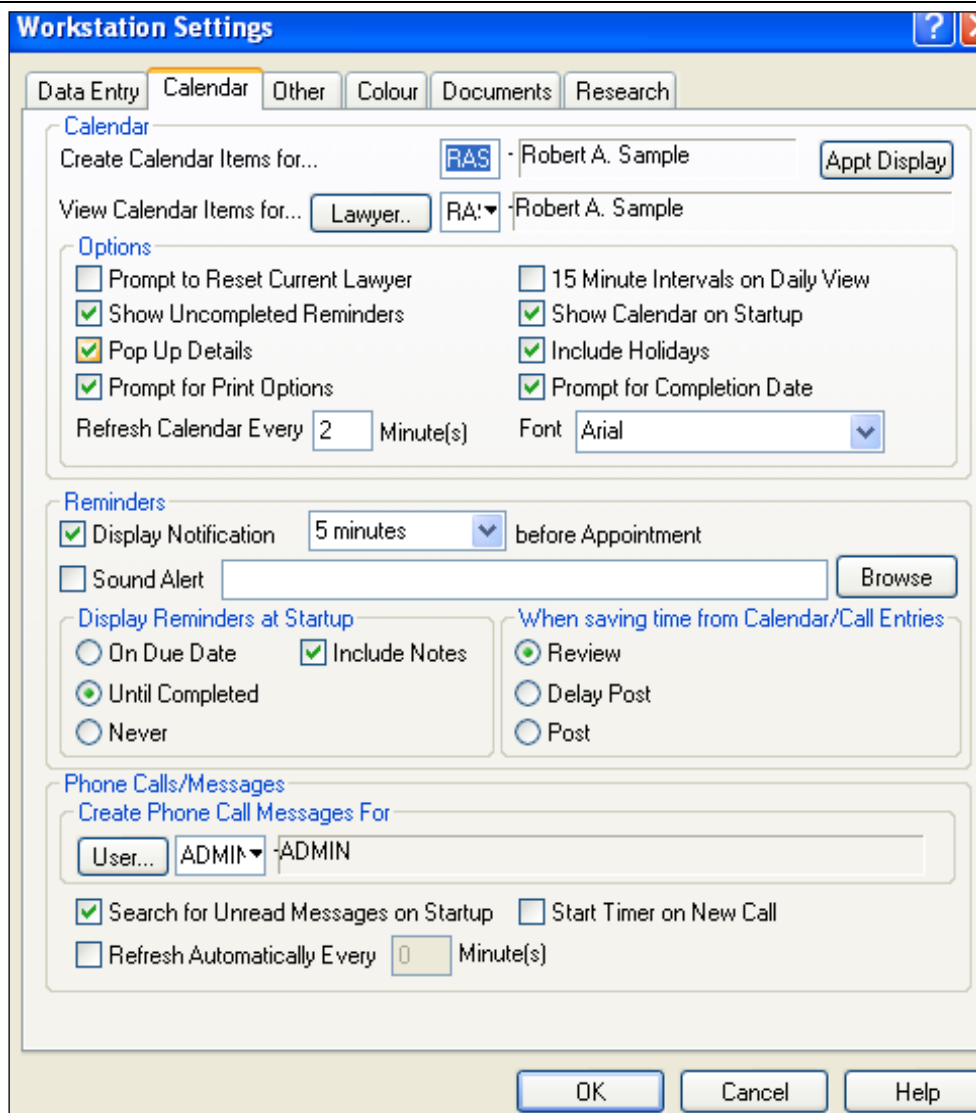 Workstation Settings
Data Entry Calendar Other Colour Documents Research
Calendar
Create Calendar Items for... RAS - Robert A. Sample Appt Display
View Calendar Items for... Lawyer.. RA! - Robert A. Sample
Options
Prompt to Reset Current Lawyer 15 Minute Intervals on Daily View
Show Uncompleted Reminders Show Calendar on Startup
Pop Up Details Include Holidays
Prompt for Print Options Prompt for Completion Date
Refresh Calendar Every 2 Minute(s) Font Arial
Reminders
Display Notification 5 minutes before Appointment
Sound Alert Browse
Display Reminders at Startup When saving time from Calendar/Call Entries
On Due Date Include Notes Review
Until Completed Delay Post
Never Post
Phone Calls/Messages
Create Phone Call Messages For
User... ADMIN - ADMIN
Search for Unread Messages on Startup Start Timer on New Call
Refresh Automatically Every 0 Minute(s)
OK Cancel Help